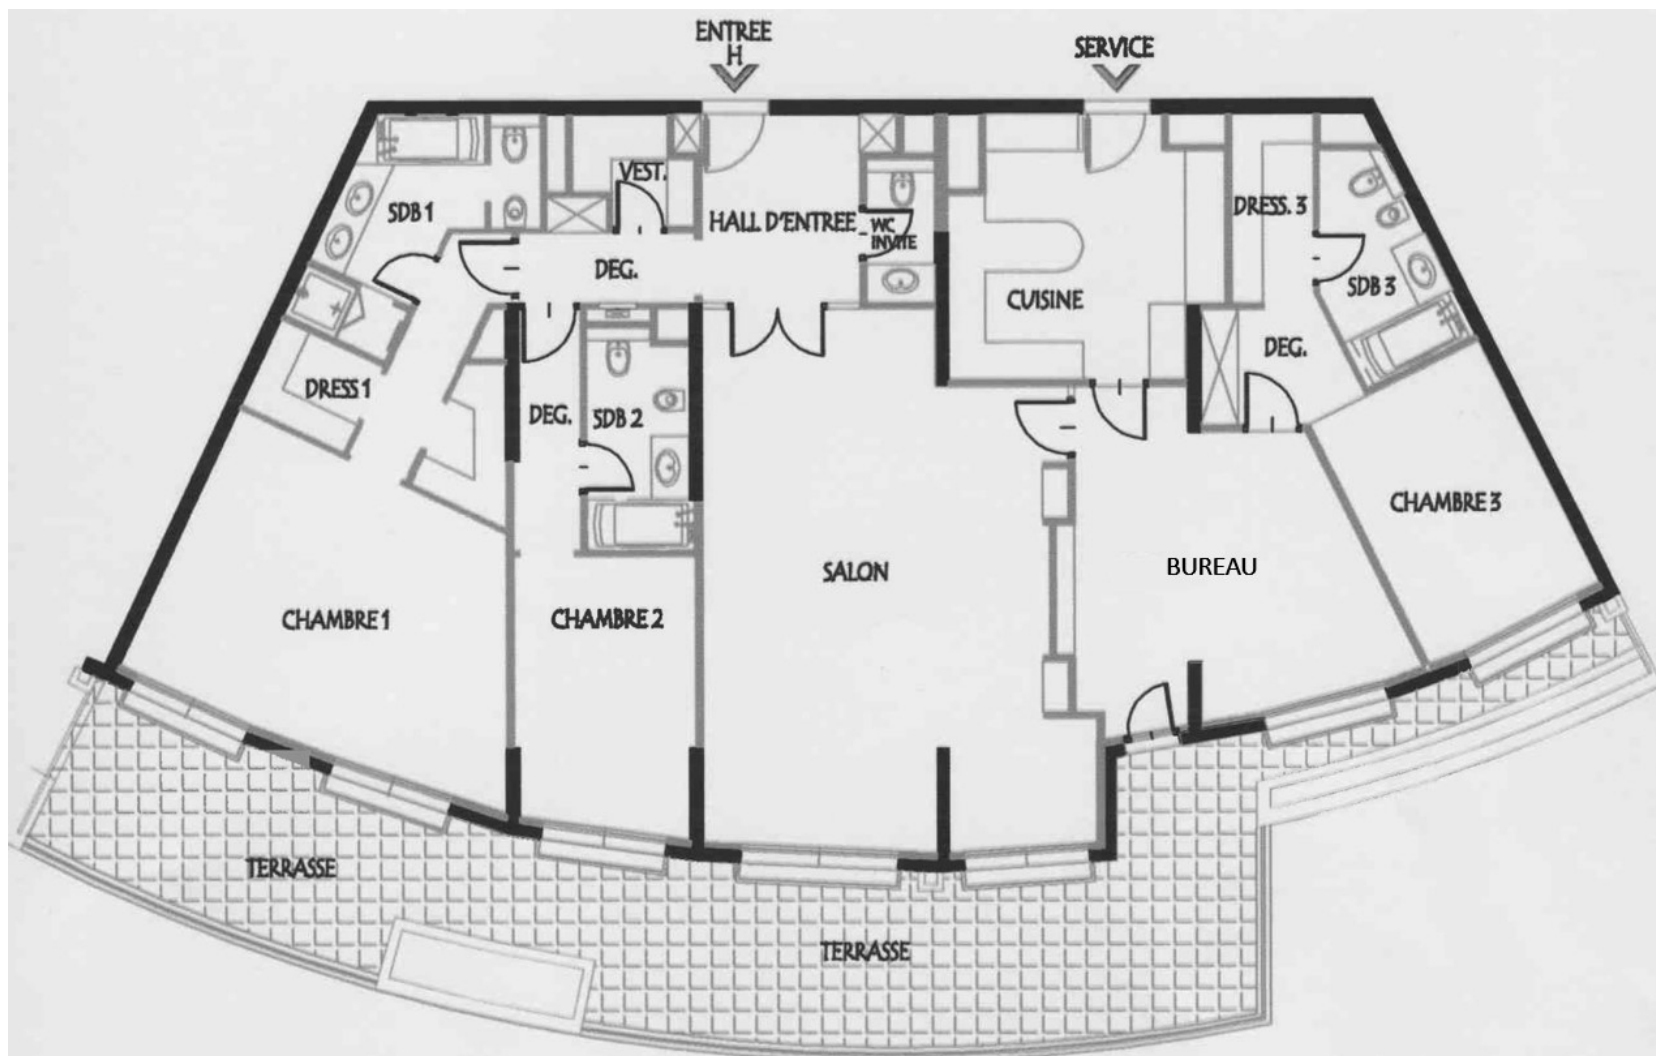 ENTREE
H
SERVICE
VEST.
SDB 1
HALL D'ENTREE
WC
INVITE
DRESS. 3
DEG.
CUISINE
SDB 3
DEG.
DRESS 1
DEG.
SDB 2
CHAMBRE 3
SALON
BUREAU
CHAMBRE 1
CHAMBRE 2
TERRASSE
TERRASSE